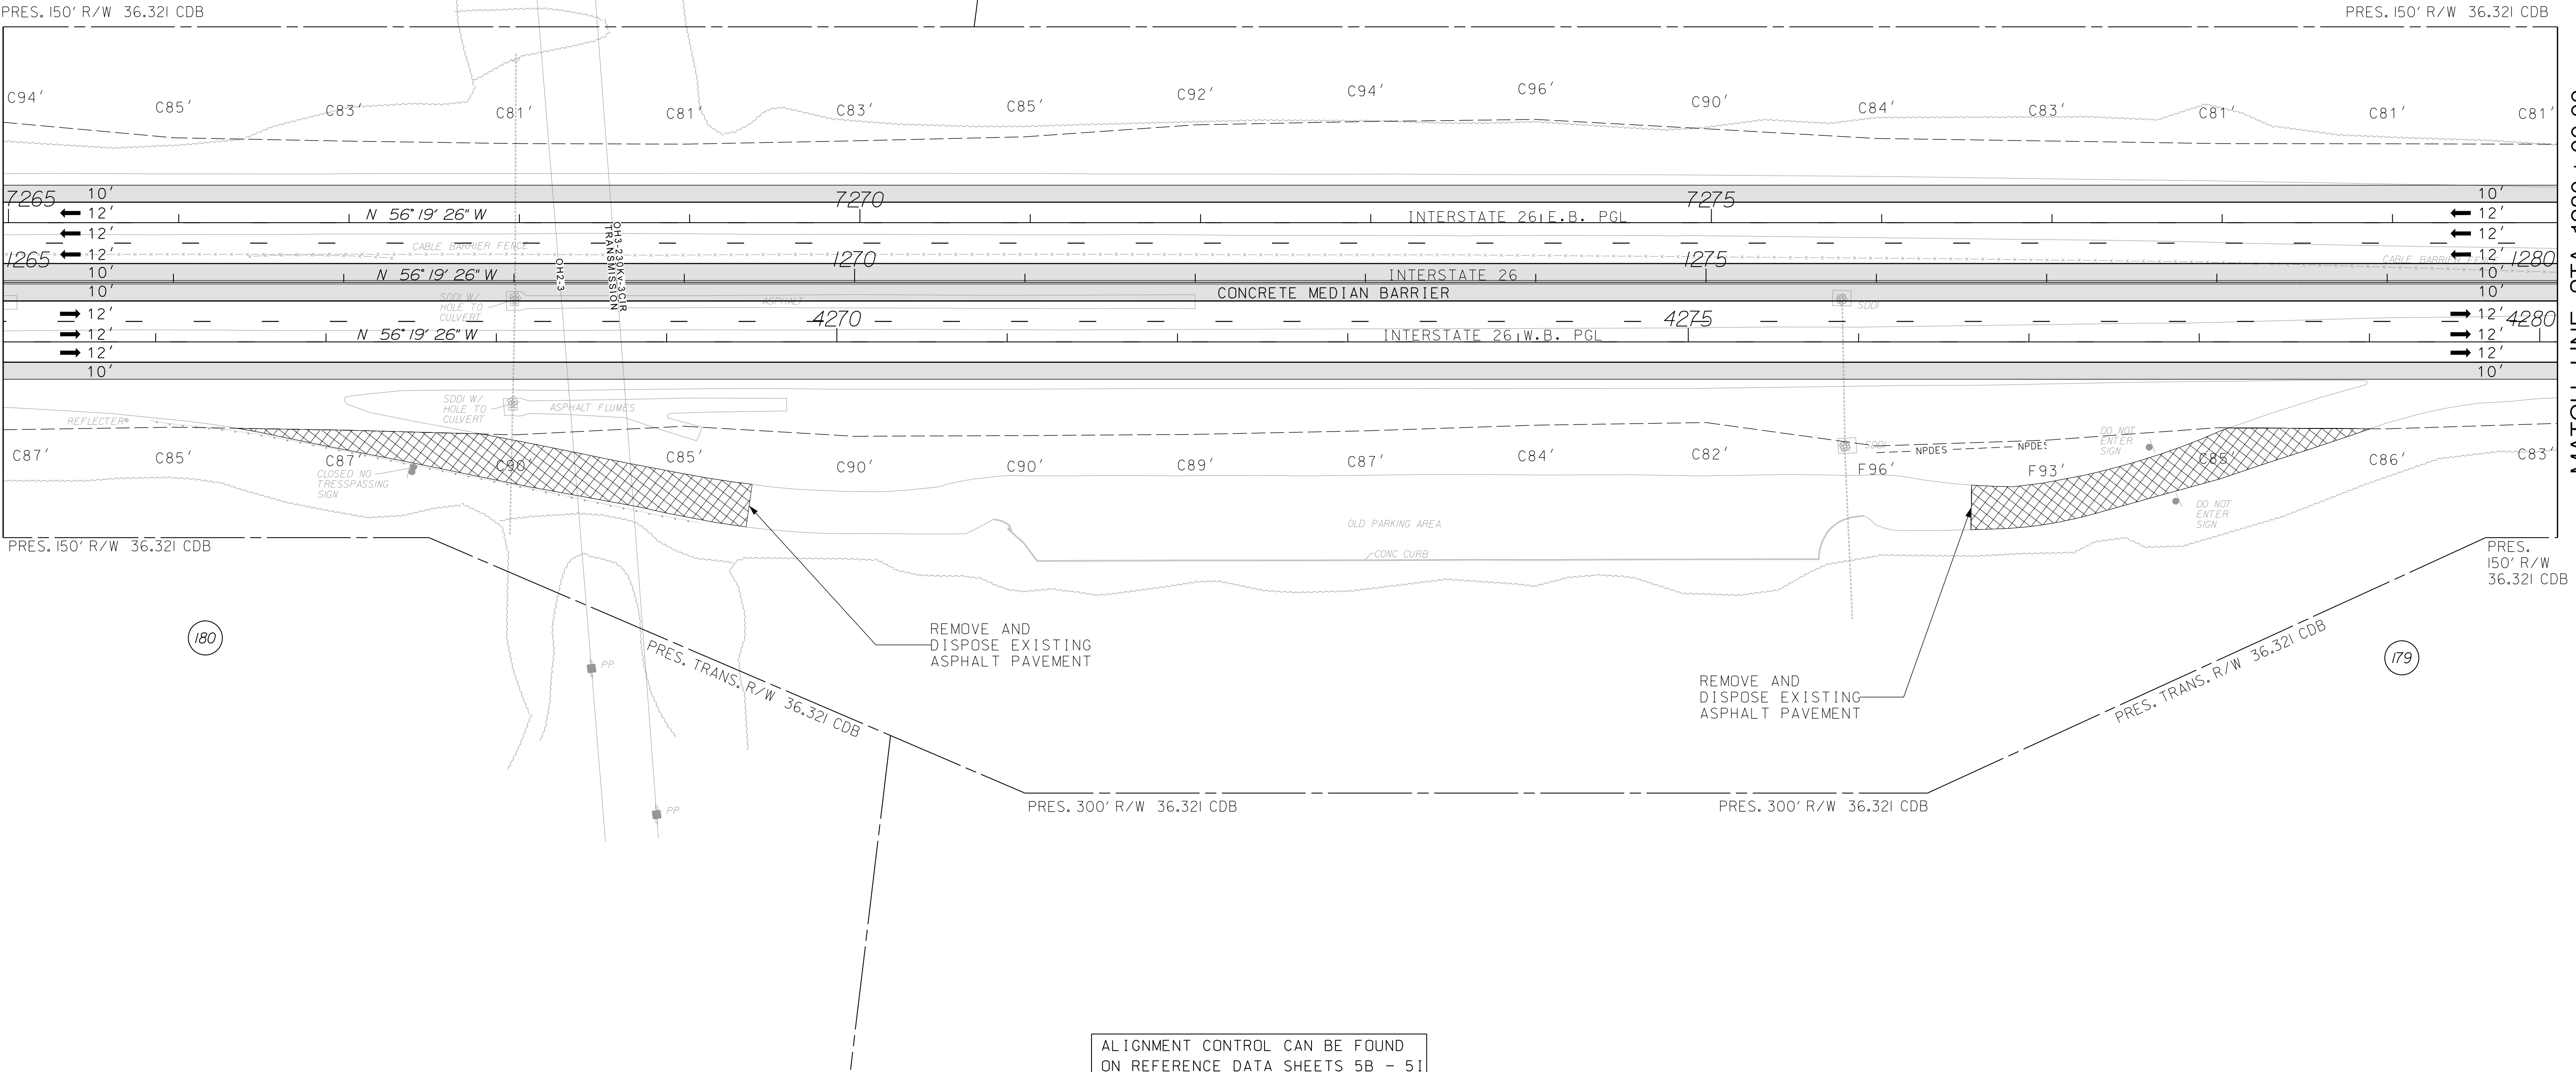 PRES. 150' R/W 36.321 CDB
PRES. 150' R/W 36.321 CDB
C94'
C85'
C83'
C81'
C81'
C83'
C85'
C92'
C94'
C96'
C90'
C84'
C83'
C81'
C81'
C81'
7265
10'
7270
7275
10'
12'
N 56° 19' 26" W
INTERSTATE 26 E.B. PGL
12'
12'
CABLE BARRIER FENCE
12'
1265
12'
1270
1275
12'
1280
10'
N 56° 19' 26" W
INTERSTATE 26
10'
OH2-3
OH3-230Kv-3CIR
TRANSMISSION
10'
CONCRETE MEDIAN BARRIER
10'
SDDI W/
HOLE TO
CULVERT
ASPHALT
SDDI
12'
4270
4275
12'
4280
12'
N 56° 19' 26" W
INTERSTATE 26 W.B. PGL
12'
12'
12'
10'
10'
SDDI W/
HOLE TO
CULVERT
ASPHALT FLUMES
REFLECTER
SDDI
NPDES
NPDES
DO NOT
ENTER
SIGN
C87'
C85'
C87'
C90'
C85'
C90'
C90'
C89'
C87'
C84'
C82'
F96'
F93'
C85'
C86'
C83'
CLOSED NO
TRESSPASSING
SIGN
OLD PARKING AREA
CONC CURB
DO NOT
ENTER
SIGN
PRES. 150' R/W 36.321 CDB
PRES.
150' R/W
36.321 CDB
180
REMOVE AND
DISPOSE EXISTING
ASPHALT PAVEMENT
PP
PRES. TRANS. R/W 36.321 CDB
REMOVE AND
DISPOSE EXISTING
ASPHALT PAVEMENT
PRES. TRANS. R/W 36.321 CDB
179
PP
PRES. 300' R/W 36.321 CDB
PRES. 300' R/W 36.321 CDB
ALIGNMENT CONTROL CAN BE FOUND
ON REFERENCE DATA SHEETS 5B - 5I